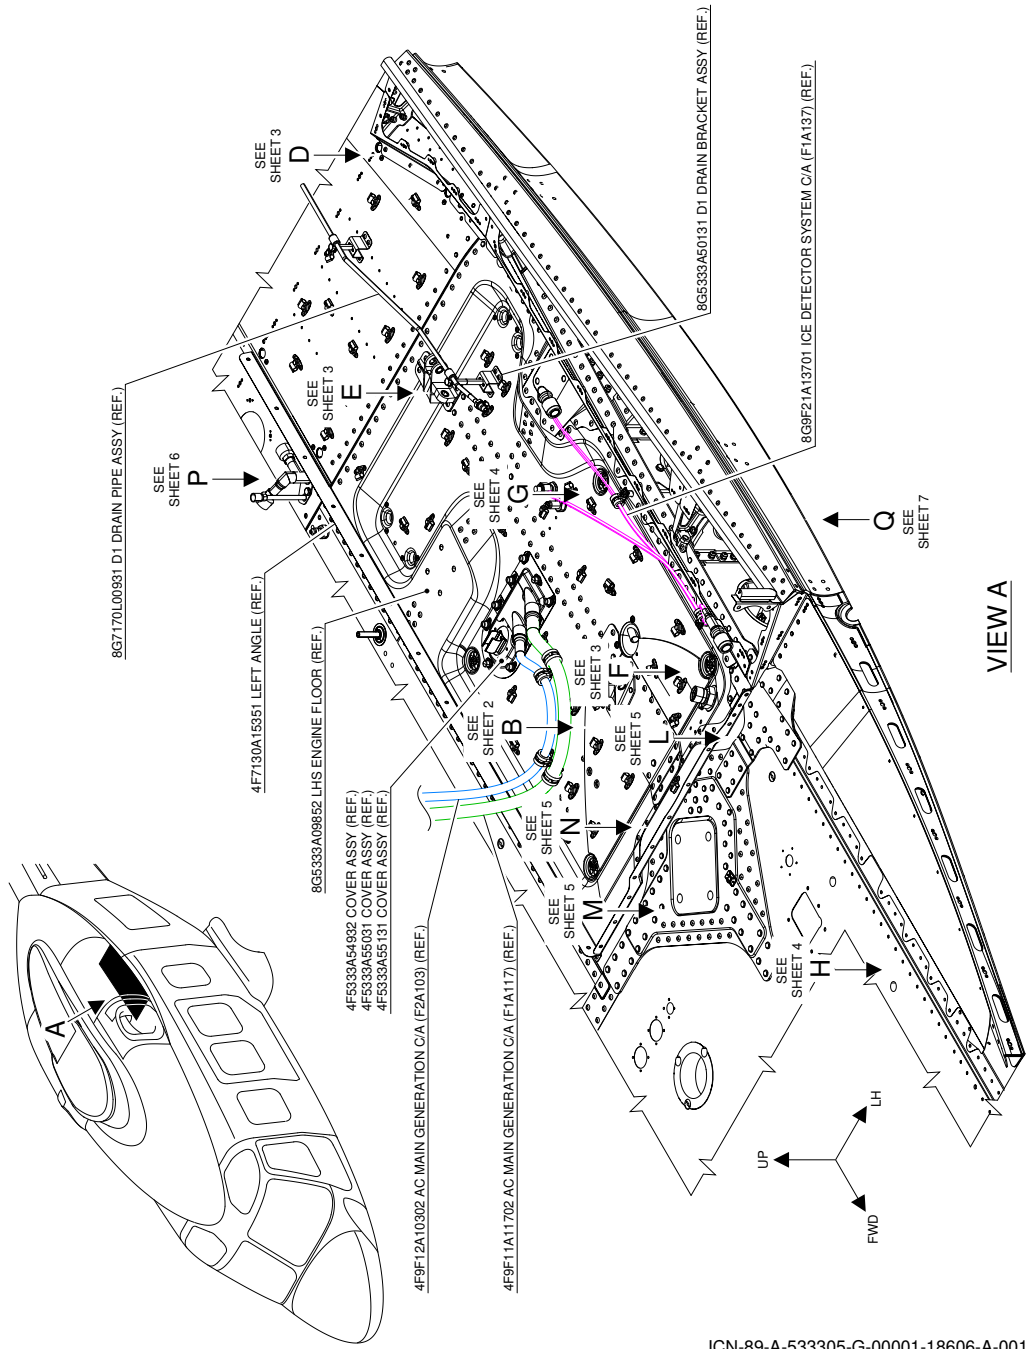 SEE
SHEET 3
D
8G7170L00931 D1 DRAIN PIPE ASSY (REF.)
SEE
SHEET 6
P
SEE
SHEET 3
E
8G5333A50131 D1 DRAIN BRACKET ASSY (REF.)
8G9F21A13701 ICE DETECTOR SYSTEM C/A (F1A137) (REF.)
4F7130A15351 LEFT ANGLE (REF.)
8G5333A09852 LHS ENGINE FLOOR (REF.)
SEE
SHEET 4
G
4F5333A54932 COVER ASSY (REF.)
4F5333A55031 COVER ASSY (REF.)
4F5333A55131 COVER ASSY (REF.)
SEE
SHEET 2
B
SEE
SHEET 3
F
SEE
SHEET 5
L
SEE
SHEET 5
N
SEE
SHEET 5
M
SEE
SHEET 4
H
Q
SEE
SHEET 7
4F9F12A10302 AC MAIN GENERATION C/A (F2A103) (REF.)
4F9F11A11702 AC MAIN GENERATION C/A (F1A117) (REF.)
A
UP
LH
FWD
VIEW A
ICN-89-A-533305-G-00001-18606-A-001